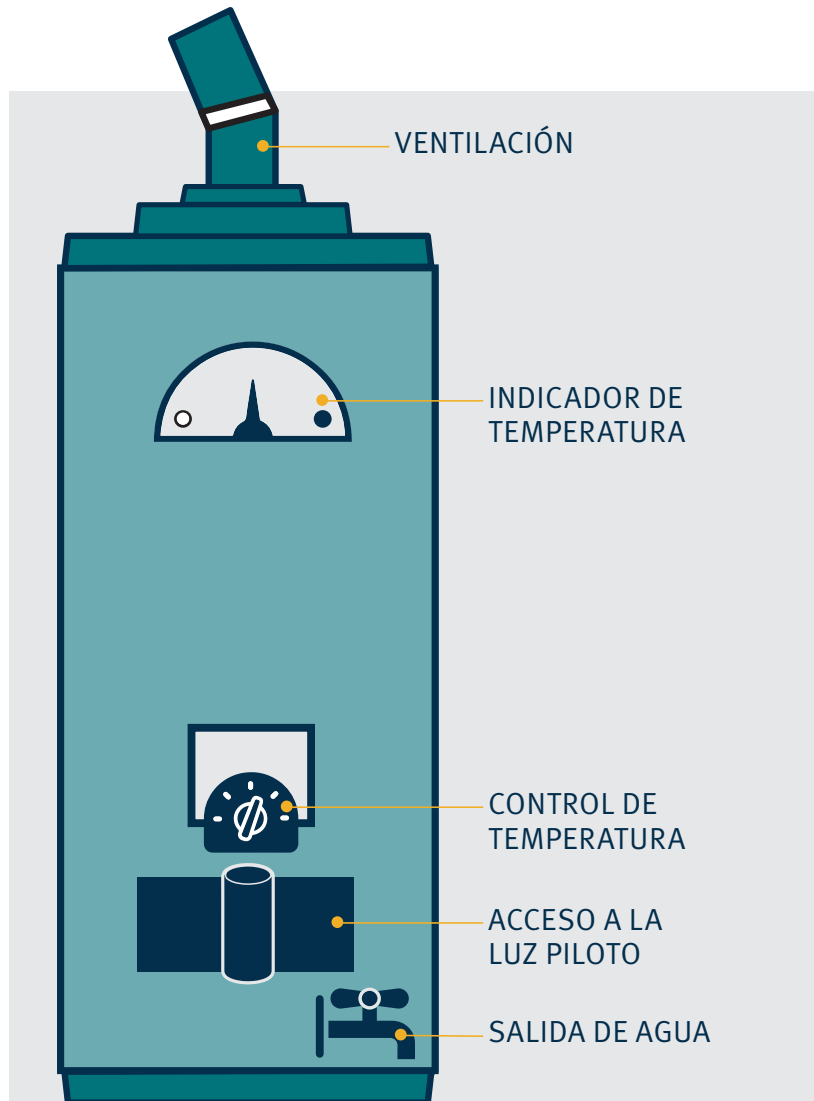 VENTILACIÓN
INDICADOR DE
TEMPERATURA
CONTROL DE
TEMPERATURA
ACCESO A LA
LUZ PILOTO
SALIDA DE AGUA